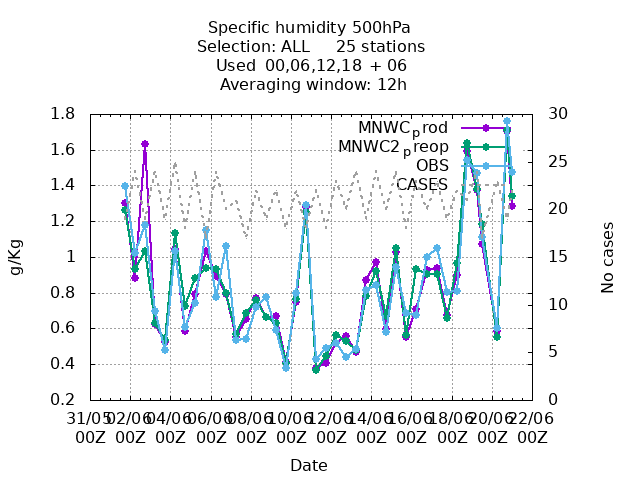 Specific humidity 500hPa
Selection: ALL 25 stations
Used 00,06,12,18 + 06
Averaging window: 12h
1.8
1.6
1.4
1.2
1
0.8
0.6
0.4
0.2
g/Kg
MNWCprod
MNWC2preop
OBS
CASES
30
25
20
15
10
5
0
No cases
31/05 02/06 04/06 06/06 08/06 10/06 12/06 14/06 16/06 18/06 20/06 22/06
00Z 00Z 00Z 00Z 00Z 00Z 00Z 00Z 00Z 00Z 00Z 00Z
Date